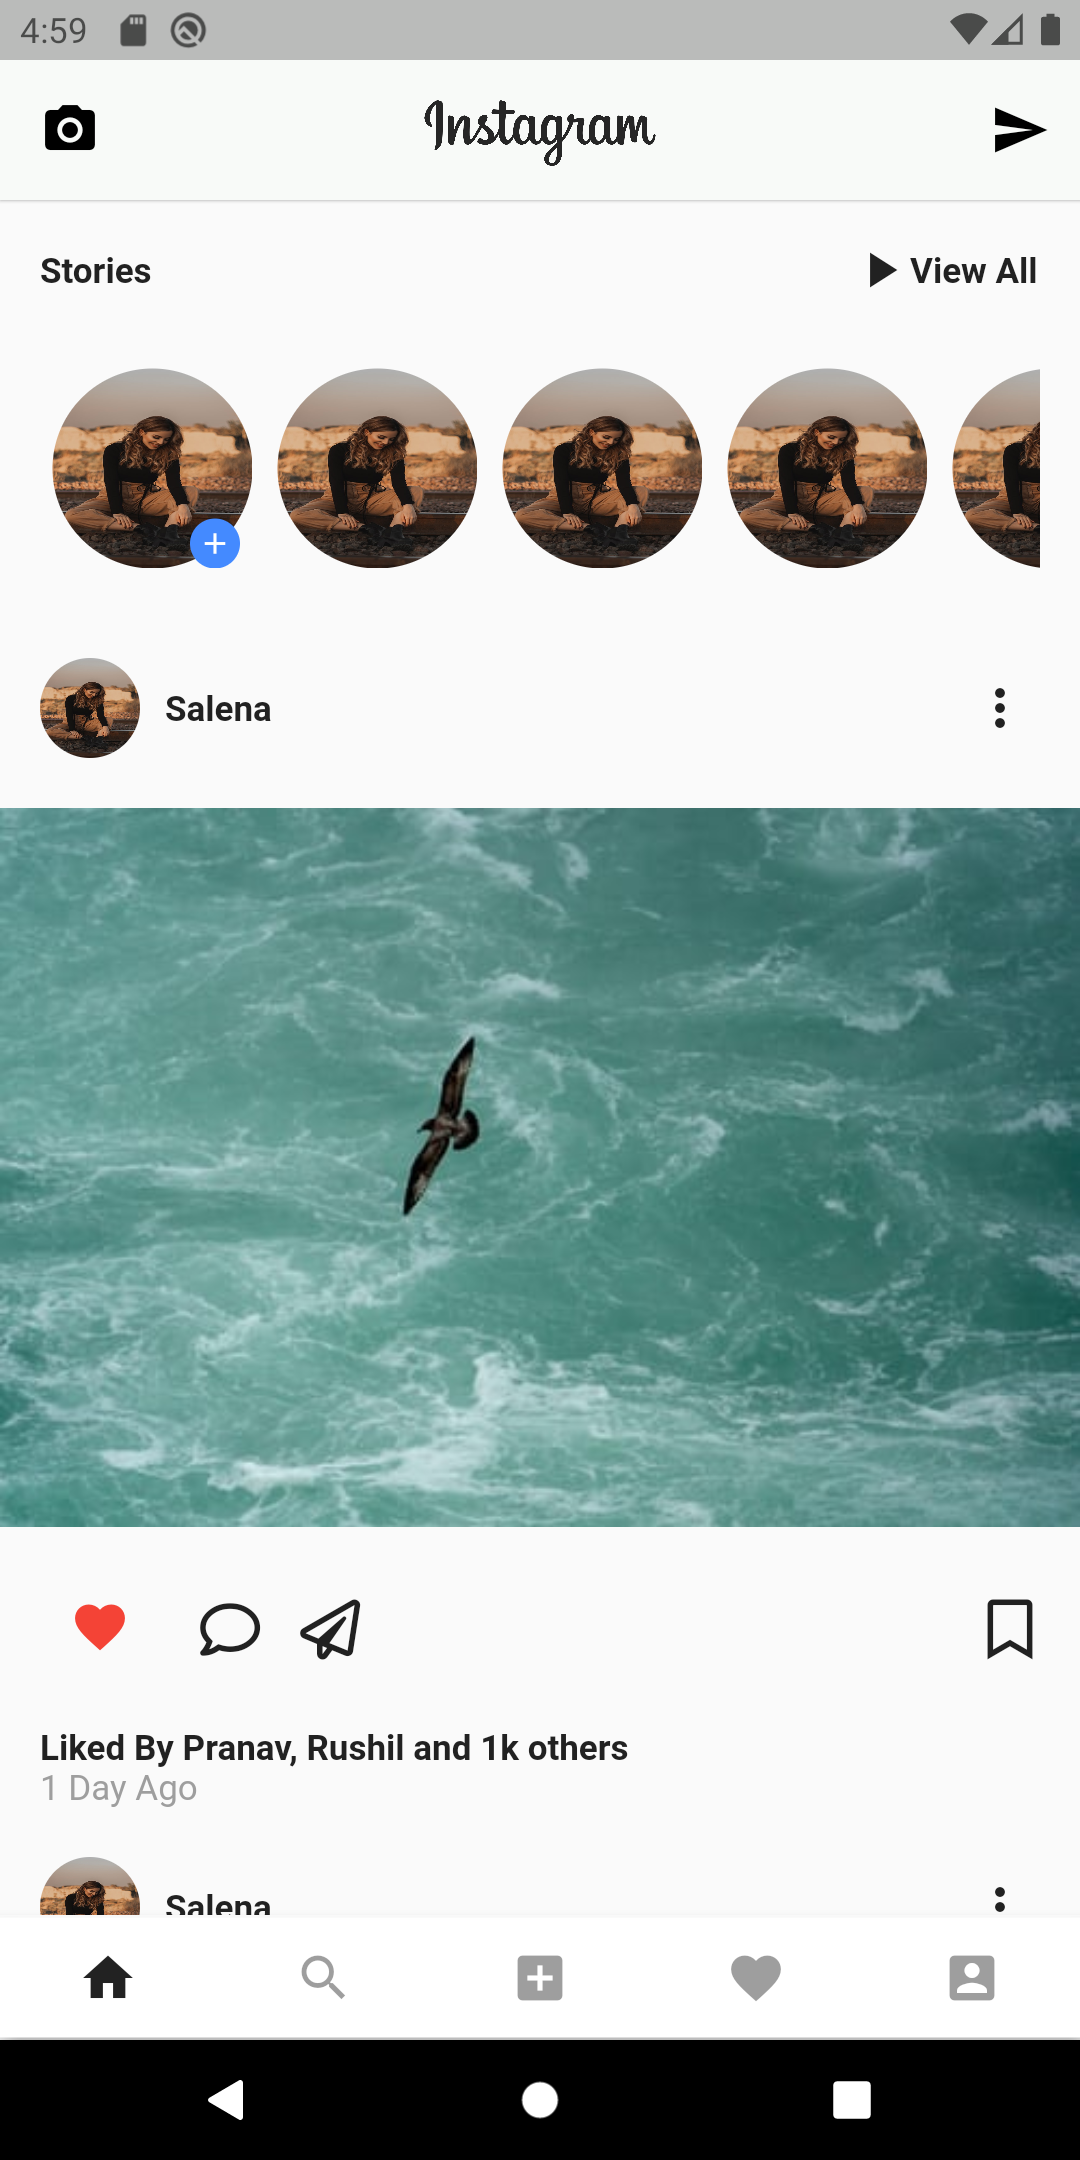 4:59
Instagram
Stories
View All
Salena
Liked By Pranav, Rushil and 1k others
1 Day Ago
Salena